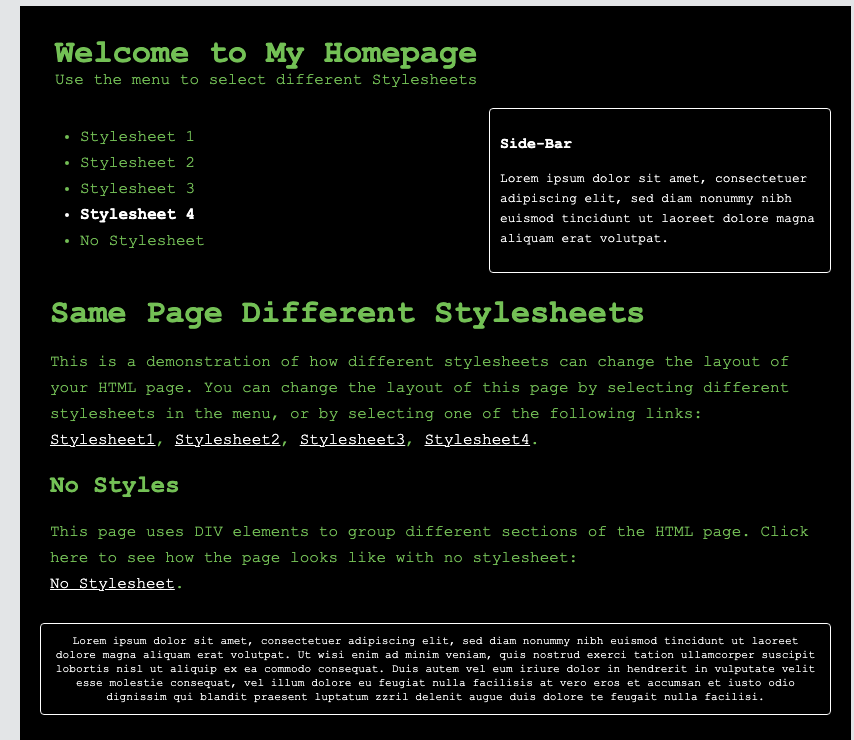 Welcome to My Homepage
Use the menu to select different Stylesheets
Stylesheet 1
Stylesheet 2
Stylesheet 3
Stylesheet 4
No Stylesheet
Side-Bar
Lorem ipsum dolor sit amet, consectetuer
adipiscing elit, sed diam nonummy nibh
euismod tincidunt ut laoreet dolore magna
aliquam erat volutpat.
Same Page Different Stylesheets
This is a demonstration of how different stylesheets can change the layout of
your HTML page. You can change the layout of this page by selecting different
stylesheets in the menu, or by selecting one of the following links:
Stylesheet1, Stylesheet2, Stylesheet3, Stylesheet4.
No Styles
This page uses DIV elements to group different sections of the HTML page. Click
here to see how the page looks like with no stylesheet:
No Stylesheet.
Lorem ipsum dolor sit amet, consectetuer adipiscing elit, sed diam nonummy nibh euismod tincidunt ut laoreet
dolore magna aliquam erat volutpat. Ut wisi enim ad minim veniam, quis nostrud exerci tation ullamcorper suscipit
lobortis nisl ut aliquip ex ea commodo consequat. Duis autem vel eum iriure dolor in hendrerit in vulputate velit
esse molestie consequat, vel illum dolore eu feugiat nulla facilisis at vero eros et accumsan et iusto odio
dignissim qui blandit praesent luptatum zzril delenit augue duis dolore te feugait nulla facilisi.